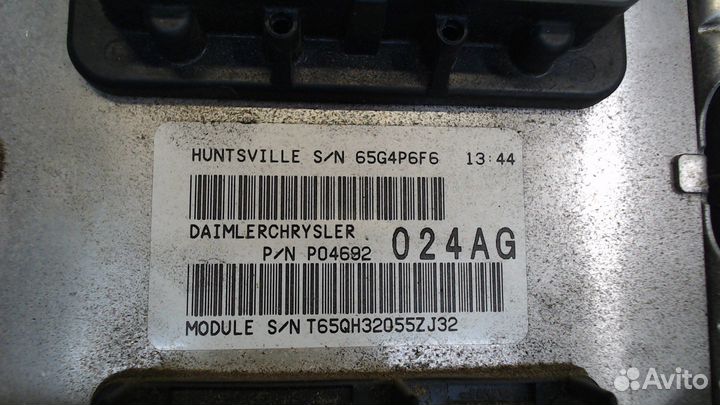 HUNTSVILLE S/N 65G4P6F6 13:44
DAIMLERCHRYSLER
P/N P04692 024AG
MODULE S/N T65QH32055ZJ32
Avito